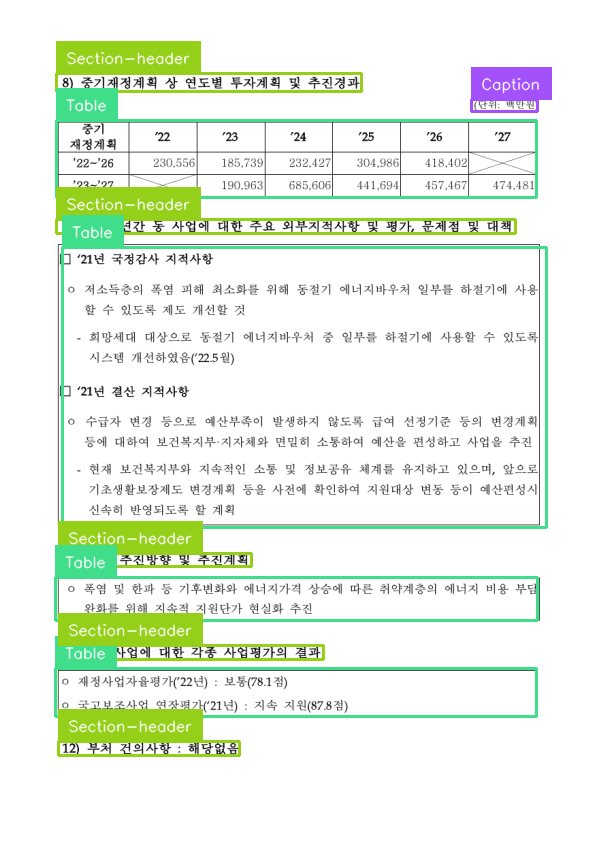 Section-header
8) 중기재정계획 상 연도별 투자계획 및 추진경과
Caption
(단위: 백만원)
Table
중기 재정계획 '22 '23 '24 '25 '26 '27
'22~'26 230,556 185,739 232,427 304,986 418,402
'23~'27 190,963 685,606 441,694 457,467 474,481
Section-header
년간 동 사업에 대한 주요 외부지적사항 및 평가, 문제점 및 대책
Table
□ '21년 국정감사 지적사항
ㅇ 저소득층의 폭염 피해 최소화를 위해 동절기 에너지바우처 일부를 하절기에 사용
할 수 있도록 제도 개선할 것
- 희망세대 대상으로 동절기 에너지바우처 중 일부를 하절기에 사용할 수 있도록
시스템 개선하였음('22.5월)
□ '21년 결산 지적사항
ㅇ 수급자 변경 등으로 예산부족이 발생하지 않도록 급여 선정기준 등의 변경계획
등에 대하여 보건복지부·지자체와 면밀히 소통하여 예산을 편성하고 사업을 추진
- 현재 보건복지부와 지속적인 소통 및 정보공유 체계를 유지하고 있으며, 앞으로
기초생활보장제도 변경계획 등을 사전에 확인하여 지원대상 변동 등이 예산편성시
신속히 반영되도록 할 계획
Section-header
추진방향 및 추진계획
Table
ㅇ 폭염 및 한파 등 기후변화와 에너지가격 상승에 따른 취약계층의 에너지 비용 부담
완화를 위해 지속적 지원단가 현실화 추진
Section-header
사업에 대한 각종 사업평가의 결과
Table
ㅇ 재정사업자율평가('22년) : 보통(78.1점)
ㅇ 국고보조사업 연장평가('21년) : 지속 지원(87.8점)
Section-header
12) 부처 건의사항 : 해당없음